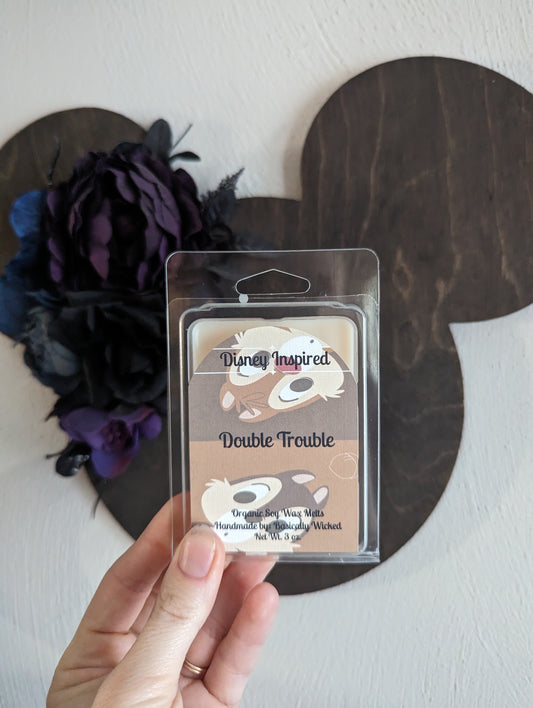 Disney Inspired
Double Trouble
Organic Soy Wax Melts
Handmade by: Basically Wicked
Net Wt. 3 oz.